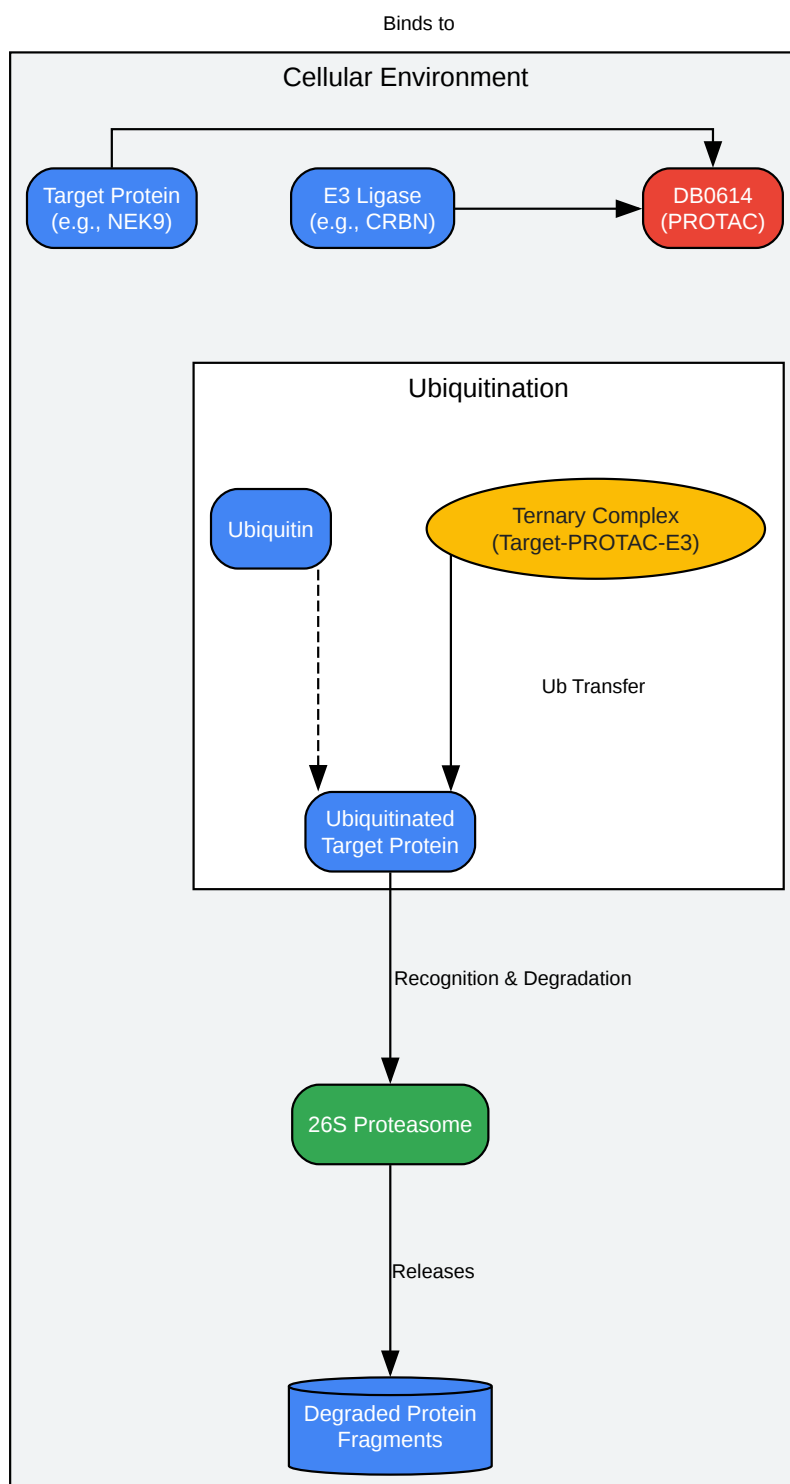 Binds to
Cellular Environment
Target Protein
(e.g., NEK9)
E3 Ligase
(e.g., CRBN)
DB0614
(PROTAC)
Ubiquitination
Ubiquitin
Ternary Complex
(Target-PROTAC-E3)
Ub Transfer
Ubiquitinated
Target Protein
Recognition & Degradation
26S Proteasome
Releases
Degraded Protein
Fragments